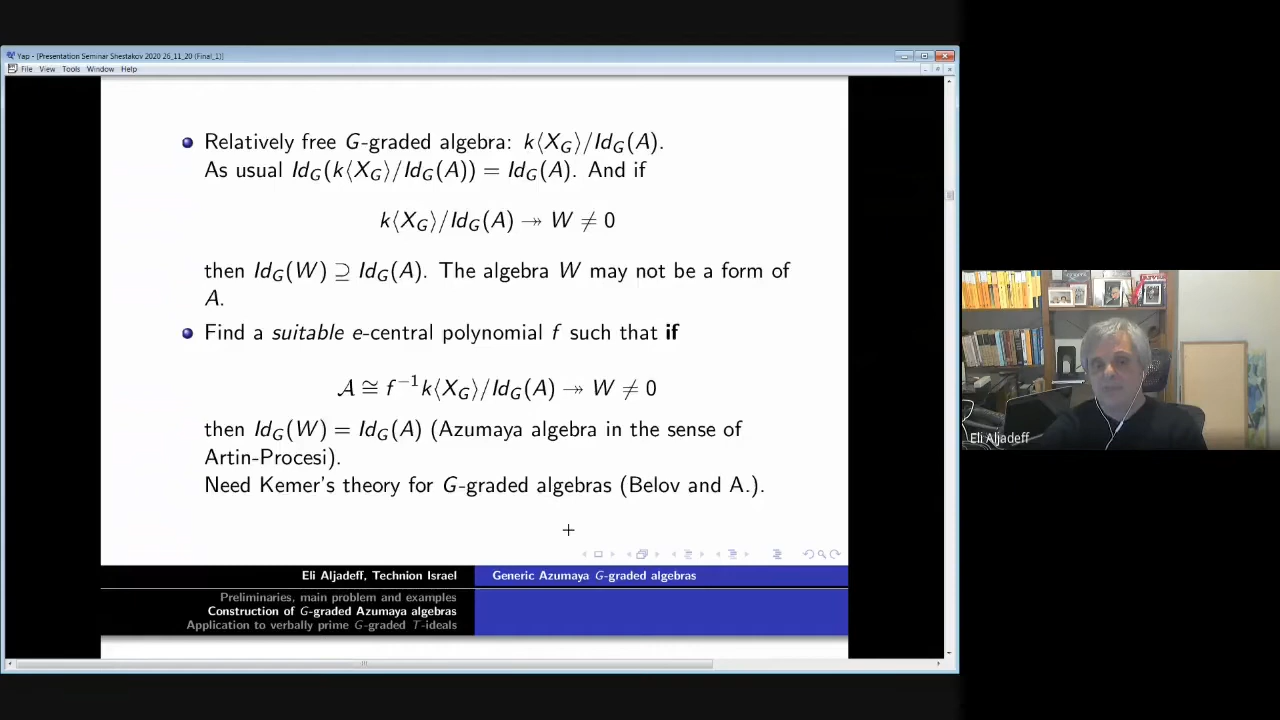 Yap - [Presentation Seminar Shestakov 2020 26_11_20 (Final_1)]
File View Tools Window Help
Relatively free G-graded algebra: k⟨X_G⟩/Id_G(A).
As usual Id_G(k⟨X_G⟩/Id_G(A)) = Id_G(A). And if
k⟨X_G⟩/Id_G(A) ↠ W ≠ 0
then Id_G(W) ⊇ Id_G(A). The algebra W may not be a form of
A.
Find a suitable e-central polynomial f such that if
𝒜 ≅ f⁻¹k⟨X_G⟩/Id_G(A) ↠ W ≠ 0
then Id_G(W) = Id_G(A) (Azumaya algebra in the sense of
Artin-Procesi).
Need Kemer's theory for G-graded algebras (Belov and A.).
Eli Aljadeff, Technion Israel
Generic Azumaya G-graded algebras
Preliminaries, main problem and examples
Construction of G-graded Azumaya algebras
Application to verbally prime G-graded T-ideals
Eli Aljadeff